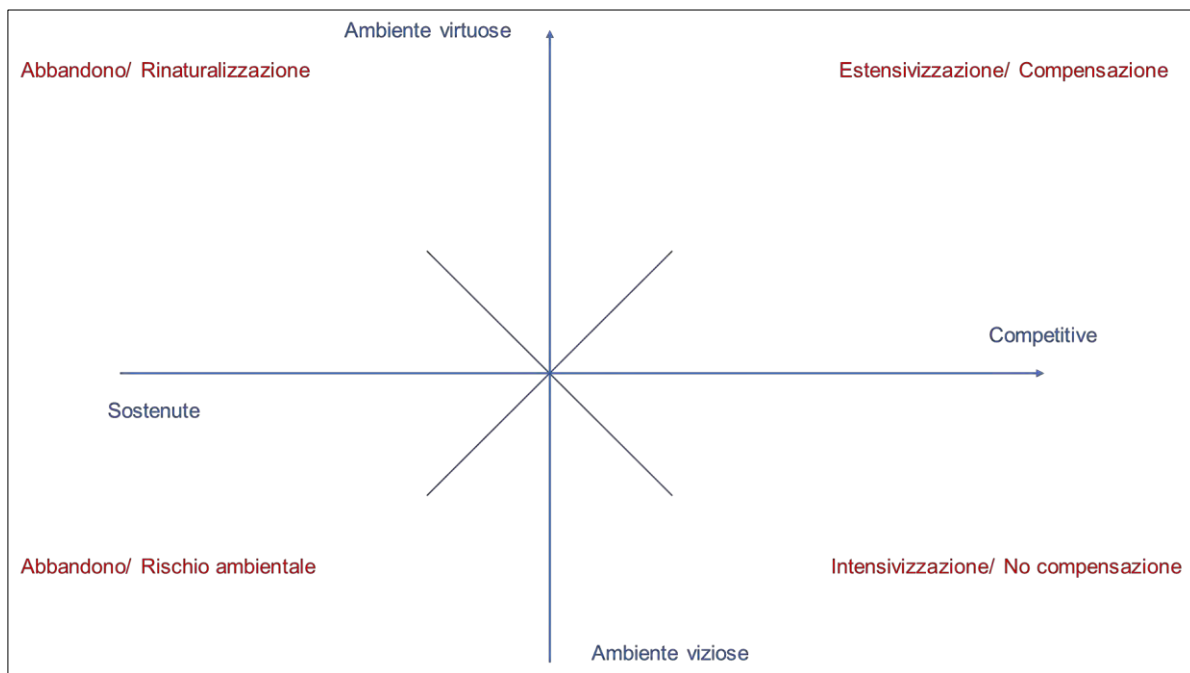 Ambiente virtuose
Abbandono/ Rinaturalizzazione
Estensivizzazione/ Compensazione
Competitive
Sostenute
Abbandono/ Rischio ambientale
Intensivizzazione/ No compensazione
Ambiente viziose